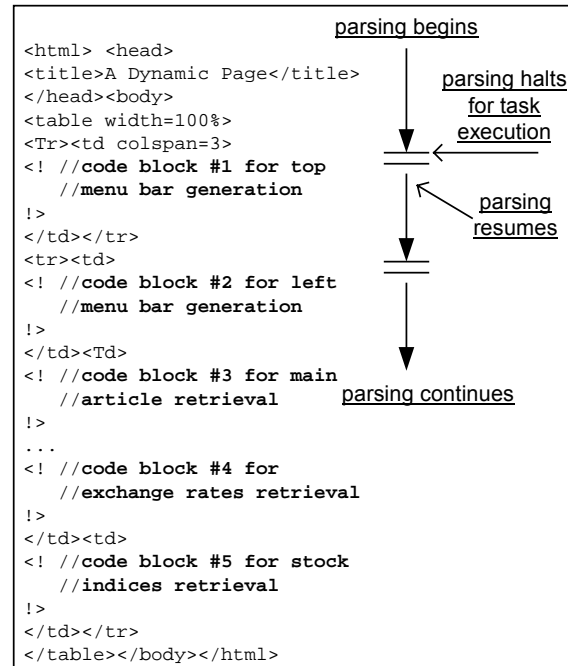 parsing begins
<html> <head>
<title>A Dynamic Page</title>
</head><body>
<table width=100%>
<Tr><td colspan=3>
<! //code block #1 for top
//menu bar generation
!>
</td></tr>
<tr><td>
<! //code block #2 for left
//menu bar generation
!>
</td><Td>
<! //code block #3 for main
//article retrieval
!>
...
<! //code block #4 for
//exchange rates retrieval
!>
</td><td>
<! //code block #5 for stock
//indices retrieval
!>
</td></tr>
</table></body></html>
parsing halts
for task
execution
parsing
resumes
parsing continues